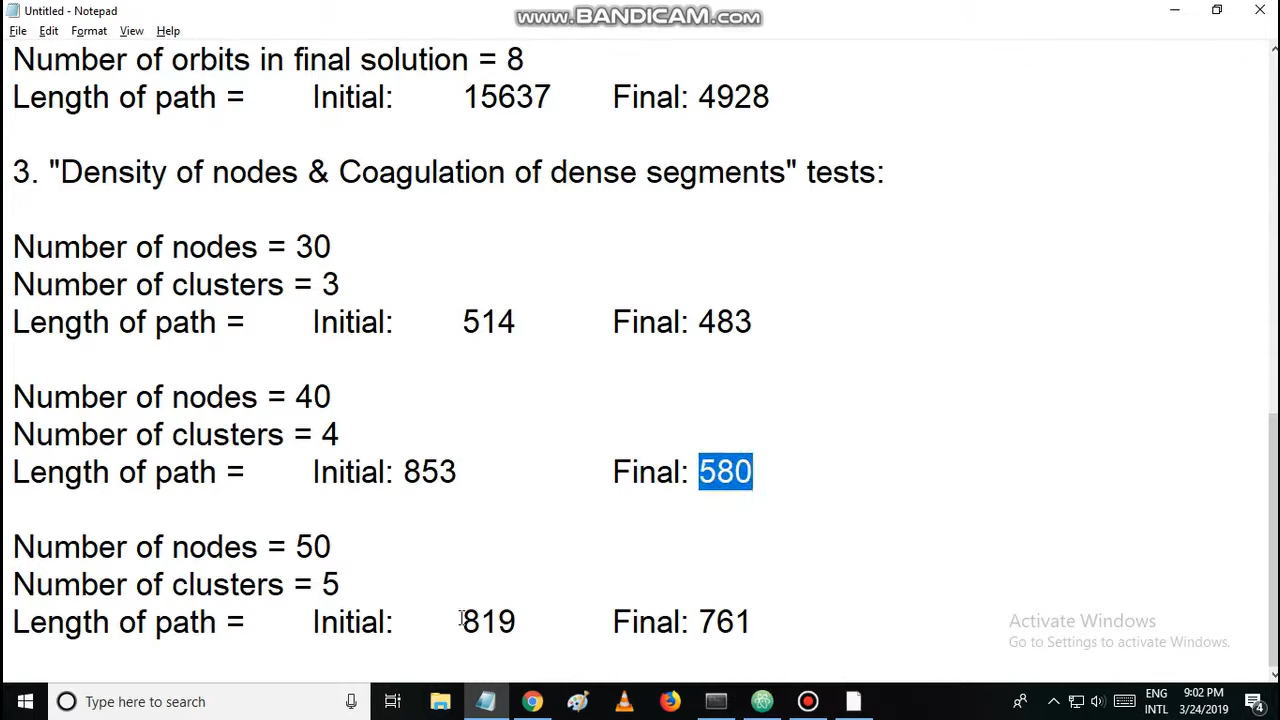 Untitled - Notepad
www.BANDICAM.com
File Edit Format View Help
Number of orbits in final solution = 8
Length of path = Initial: 15637 Final: 4928
3. "Density of nodes & Coagulation of dense segments" tests:
Number of nodes = 30
Number of clusters = 3
Length of path = Initial: 514 Final: 483
Number of nodes = 40
Number of clusters = 4
Length of path = Initial: 853 Final: 580
Number of nodes = 50
Number of clusters = 5
Length of path = Initial: 819 Final: 761
Activate Windows
Go to Settings to activate Windows.
Type here to search
ENG
INTL
9:02 PM
3/24/2019
4